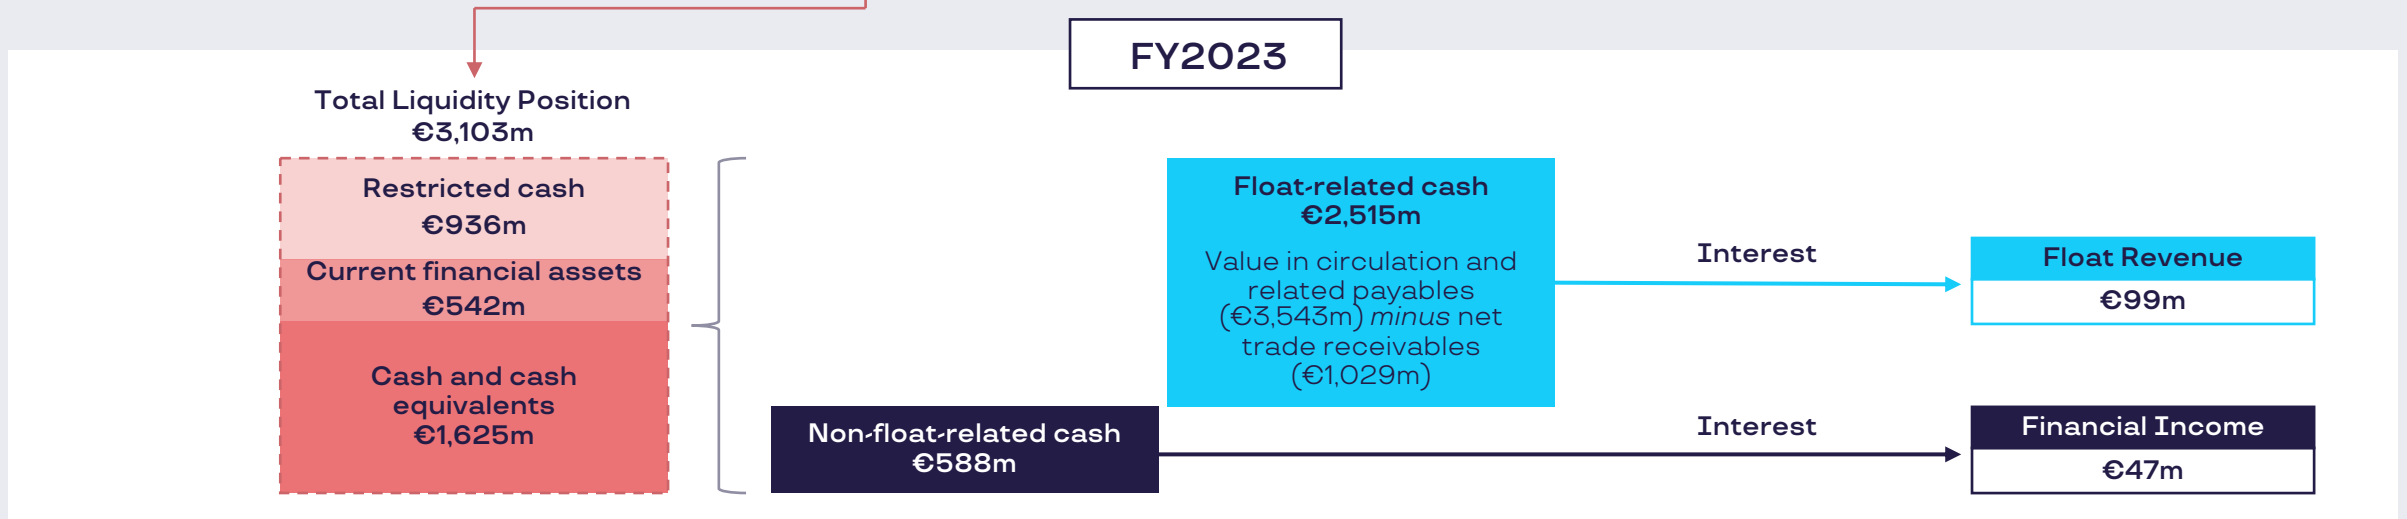 FY2023
Total Liquidity Position
€3,103m
Restricted cash
€936m
Current financial assets
€542m
Cash and cash
equivalents
€1,625m
Non-float-related cash
€588m
Float-related cash
€2,515m
Value in circulation and
related payables
(€3,543m) minus net
trade receivables
(€1,029m)
Interest
Float Revenue
€99m
Interest
Financial Income
€47m